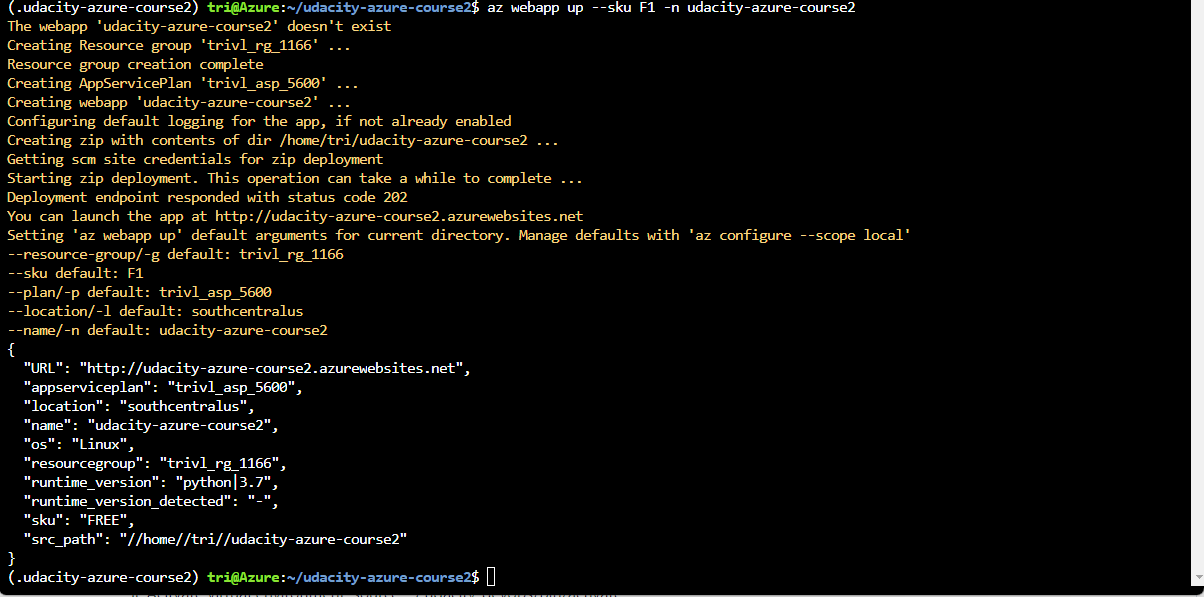 (.udacity-azure-course2) tri@Azure:~/udacity-azure-course2$ az webapp up --sku F1 -n udacity-azure-course2
The webapp 'udacity-azure-course2' doesn't exist
Creating Resource group 'trivl_rg_1166' ...
Resource group creation complete
Creating AppServicePlan 'trivl_asp_5600' ...
Creating webapp 'udacity-azure-course2' ...
Configuring default logging for the app, if not already enabled
Creating zip with contents of dir /home/tri/udacity-azure-course2 ...
Getting scm site credentials for zip deployment
Starting zip deployment. This operation can take a while to complete ...
Deployment endpoint responded with status code 202
You can launch the app at http://udacity-azure-course2.azurewebsites.net
Setting 'az webapp up' default arguments for current directory. Manage defaults with 'az configure --scope local'
--resource-group/-g default: trivl_rg_1166
--sku default: F1
--plan/-p default: trivl_asp_5600
--location/-l default: southcentralus
--name/-n default: udacity-azure-course2
{
  "URL": "http://udacity-azure-course2.azurewebsites.net",
  "appserviceplan": "trivl_asp_5600",
  "location": "southcentralus",
  "name": "udacity-azure-course2",
  "os": "Linux",
  "resourcegroup": "trivl_rg_1166",
  "runtime_version": "python|3.7",
  "runtime_version_detected": "-",
  "sku": "FREE",
  "src_path": "//home//tri//udacity-azure-course2"
}
(.udacity-azure-course2) tri@Azure:~/udacity-azure-course2$